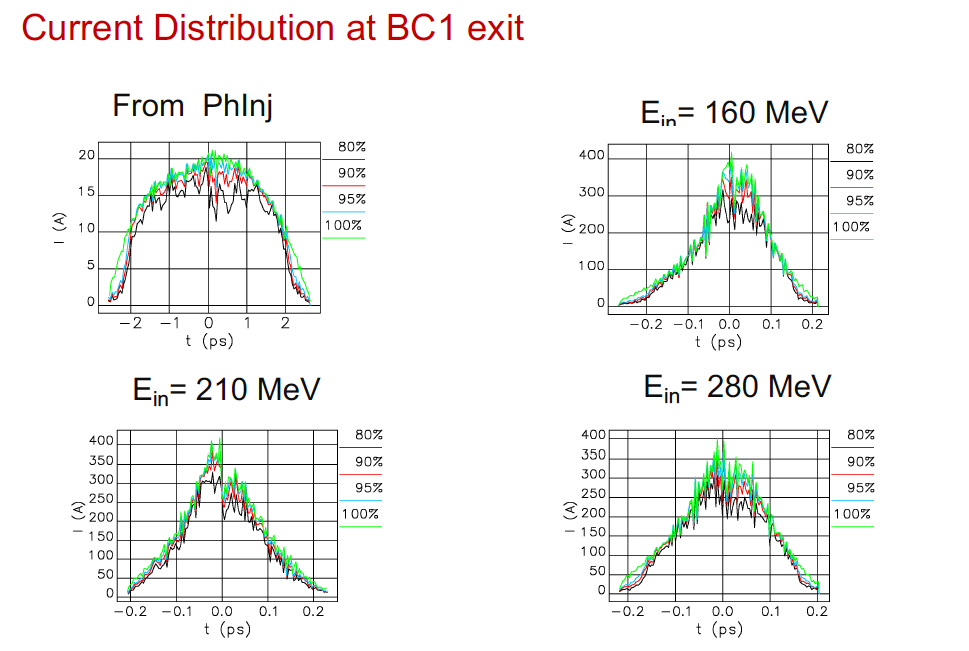 Current Distribution at BC1 exit
From PhInj
I (A)
20
15
10
5
0
−2 −1 0 1 2
t (ps)
80%
90%
95%
100%
Ein= 160 MeV
I (A)
400
300
200
100
0
−0.2 −0.1 0.0 0.1 0.2
t (ps)
80%
90%
95%
100%
Ein= 210 MeV
I (A)
400
350
300
250
200
150
100
50
0
−0.2 −0.1 0.0 0.1 0.2
t (ps)
80%
90%
95%
100%
Ein= 280 MeV
I (A)
400
350
300
250
200
150
100
50
0
−0.2 −0.1 0.0 0.1 0.2
t (ps)
80%
90%
95%
100%